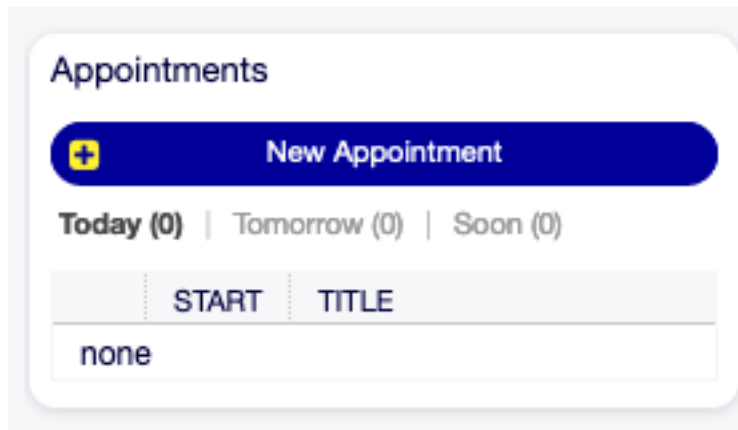 Appointments
New Appointment
Today (0) | Tomorrow (0) | Soon (0)
START TITLE
none